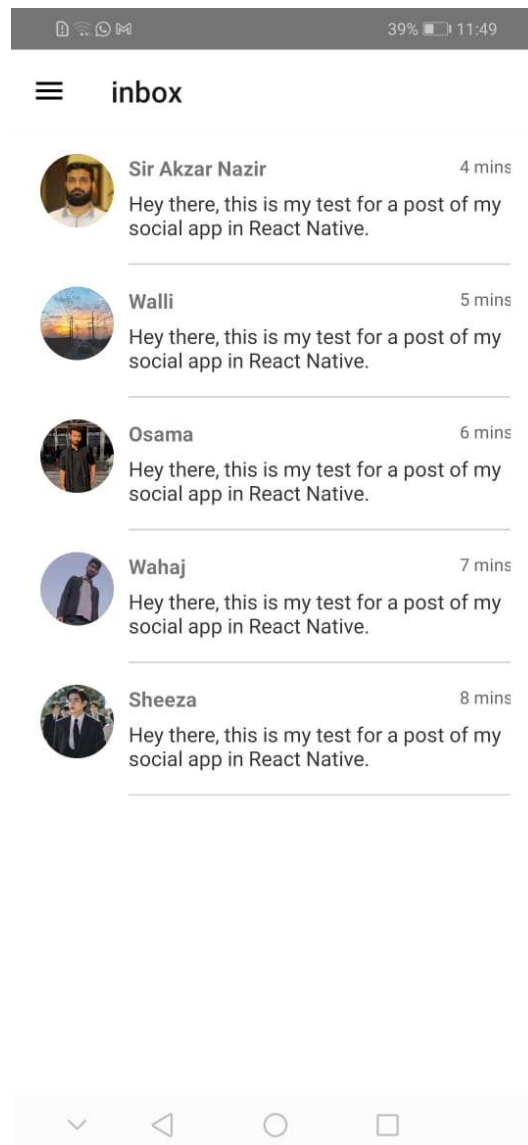 39% 11:49
inbox
Sir Akzar Nazir 4 mins
Hey there, this is my test for a post of my
social app in React Native.
Walli 5 mins
Hey there, this is my test for a post of my
social app in React Native.
Osama 6 mins
Hey there, this is my test for a post of my
social app in React Native.
Wahaj 7 mins
Hey there, this is my test for a post of my
social app in React Native.
Sheeza 8 mins
Hey there, this is my test for a post of my
social app in React Native.